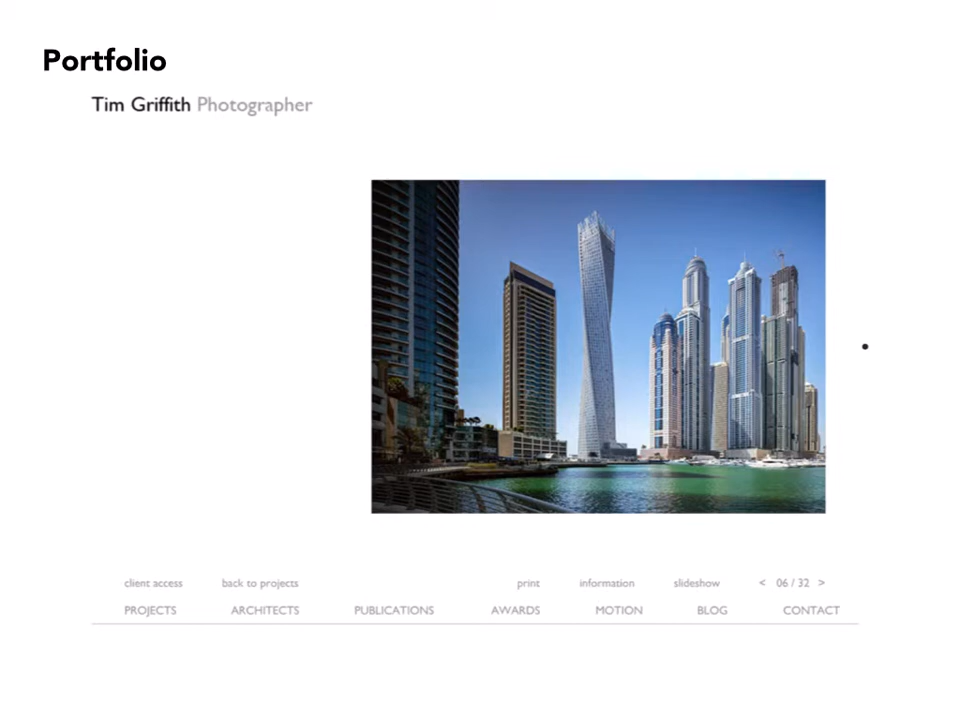 Portfolio
Tim Griffith Photographer
client access back to projects print information slideshow < 06 / 32 >
PROJECTS ARCHITECTS PUBLICATIONS AWARDS MOTION BLOG CONTACT